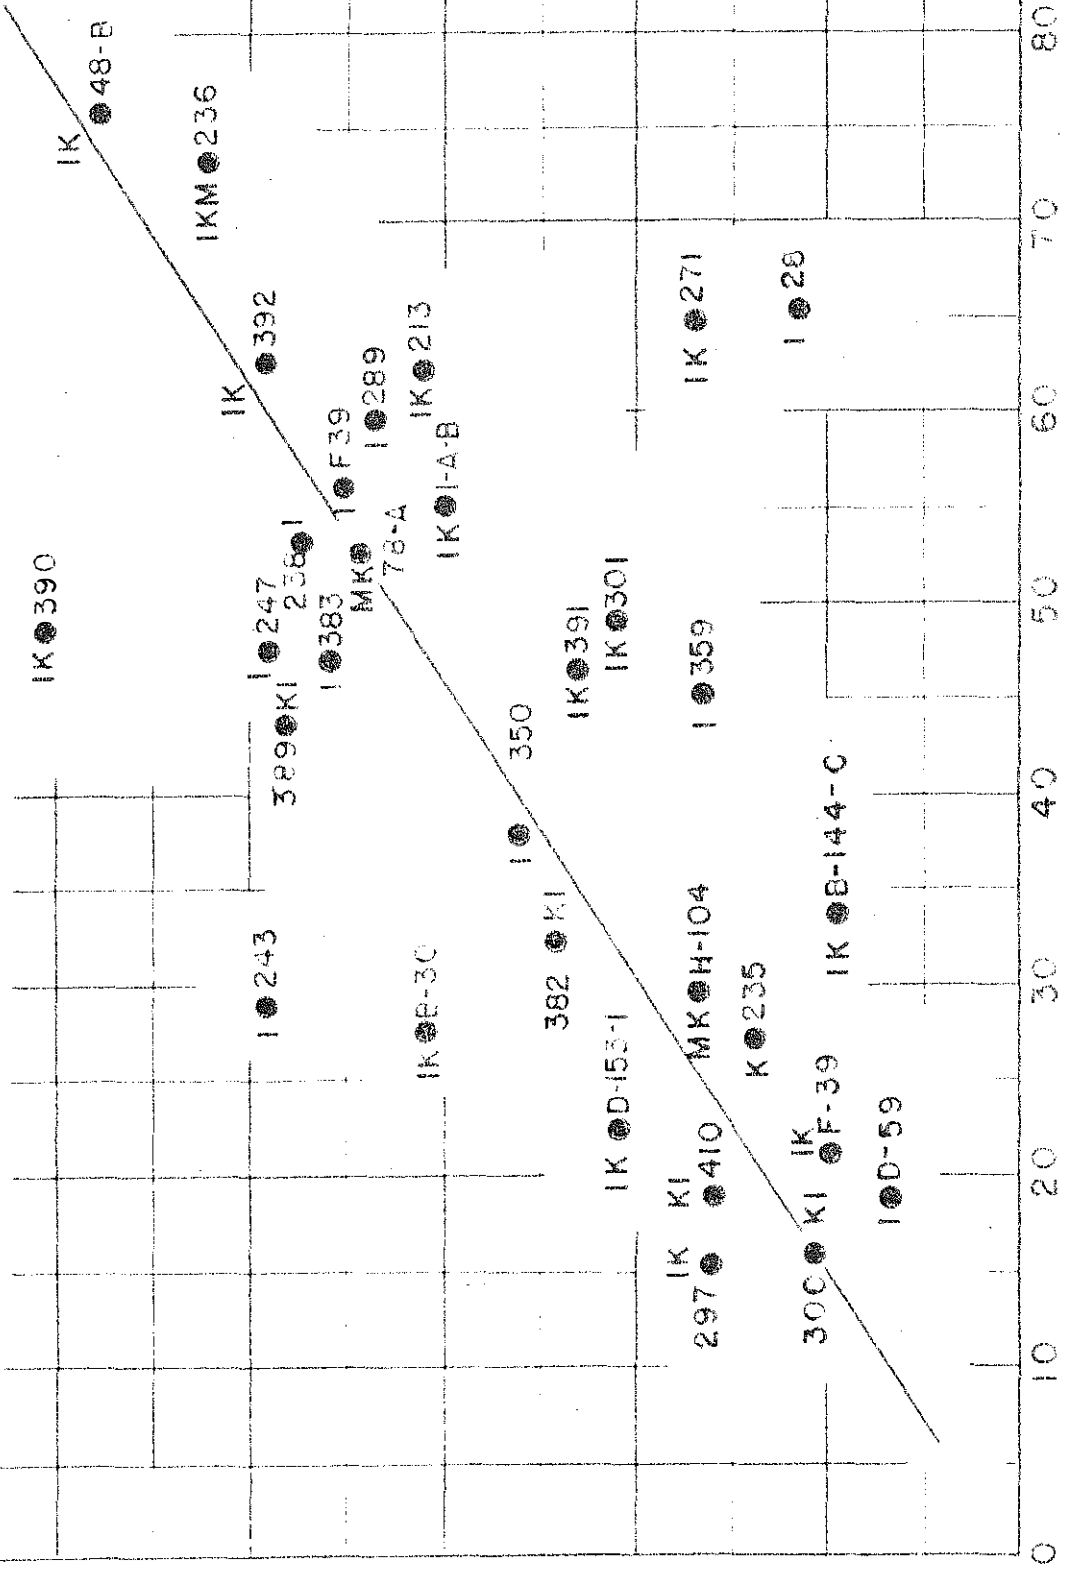 IK 390
IK 48-B
IKM 236
IK 392
I 247
238 I
389 KI
I 383
I F39
MK 78-A
I 289
IK 213
IK I-A-B
I 243
IK B-30
I 350
382 KI
IK 391
IK 301
IK D-153-1
IK 271
I 359
MK H-104
KI 410
IK 297
K 235
I 28
300 KI
IK F-39
IK B-144-C
I D-59
0 10 20 30 40 50 60 70 80